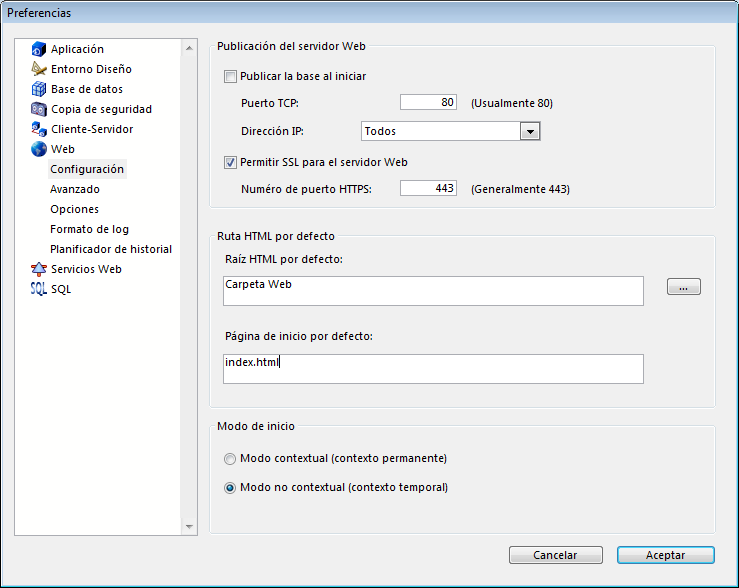 Preferencias
Aplicación
Entorno Diseño
Base de datos
Copia de seguridad
Cliente-Servidor
Web
Configuración
Avanzado
Opciones
Formato de log
Planificador de historial
Servicios Web
SQL SQL
Publicación del servidor Web
Publicar la base al iniciar
Puerto TCP: 80 (Usualmente 80)
Dirección IP: Todos
Permitir SSL para el servidor Web
Numéro de puerto HTTPS: 443 (Generalmente 443)
Ruta HTML por defecto
Raíz HTML por defecto:
Carpeta Web ...
Página de inicio por defecto:
index.html
Modo de inicio
Modo contextual (contexto permanente)
Modo no contextual (contexto temporal)
Cancelar Aceptar